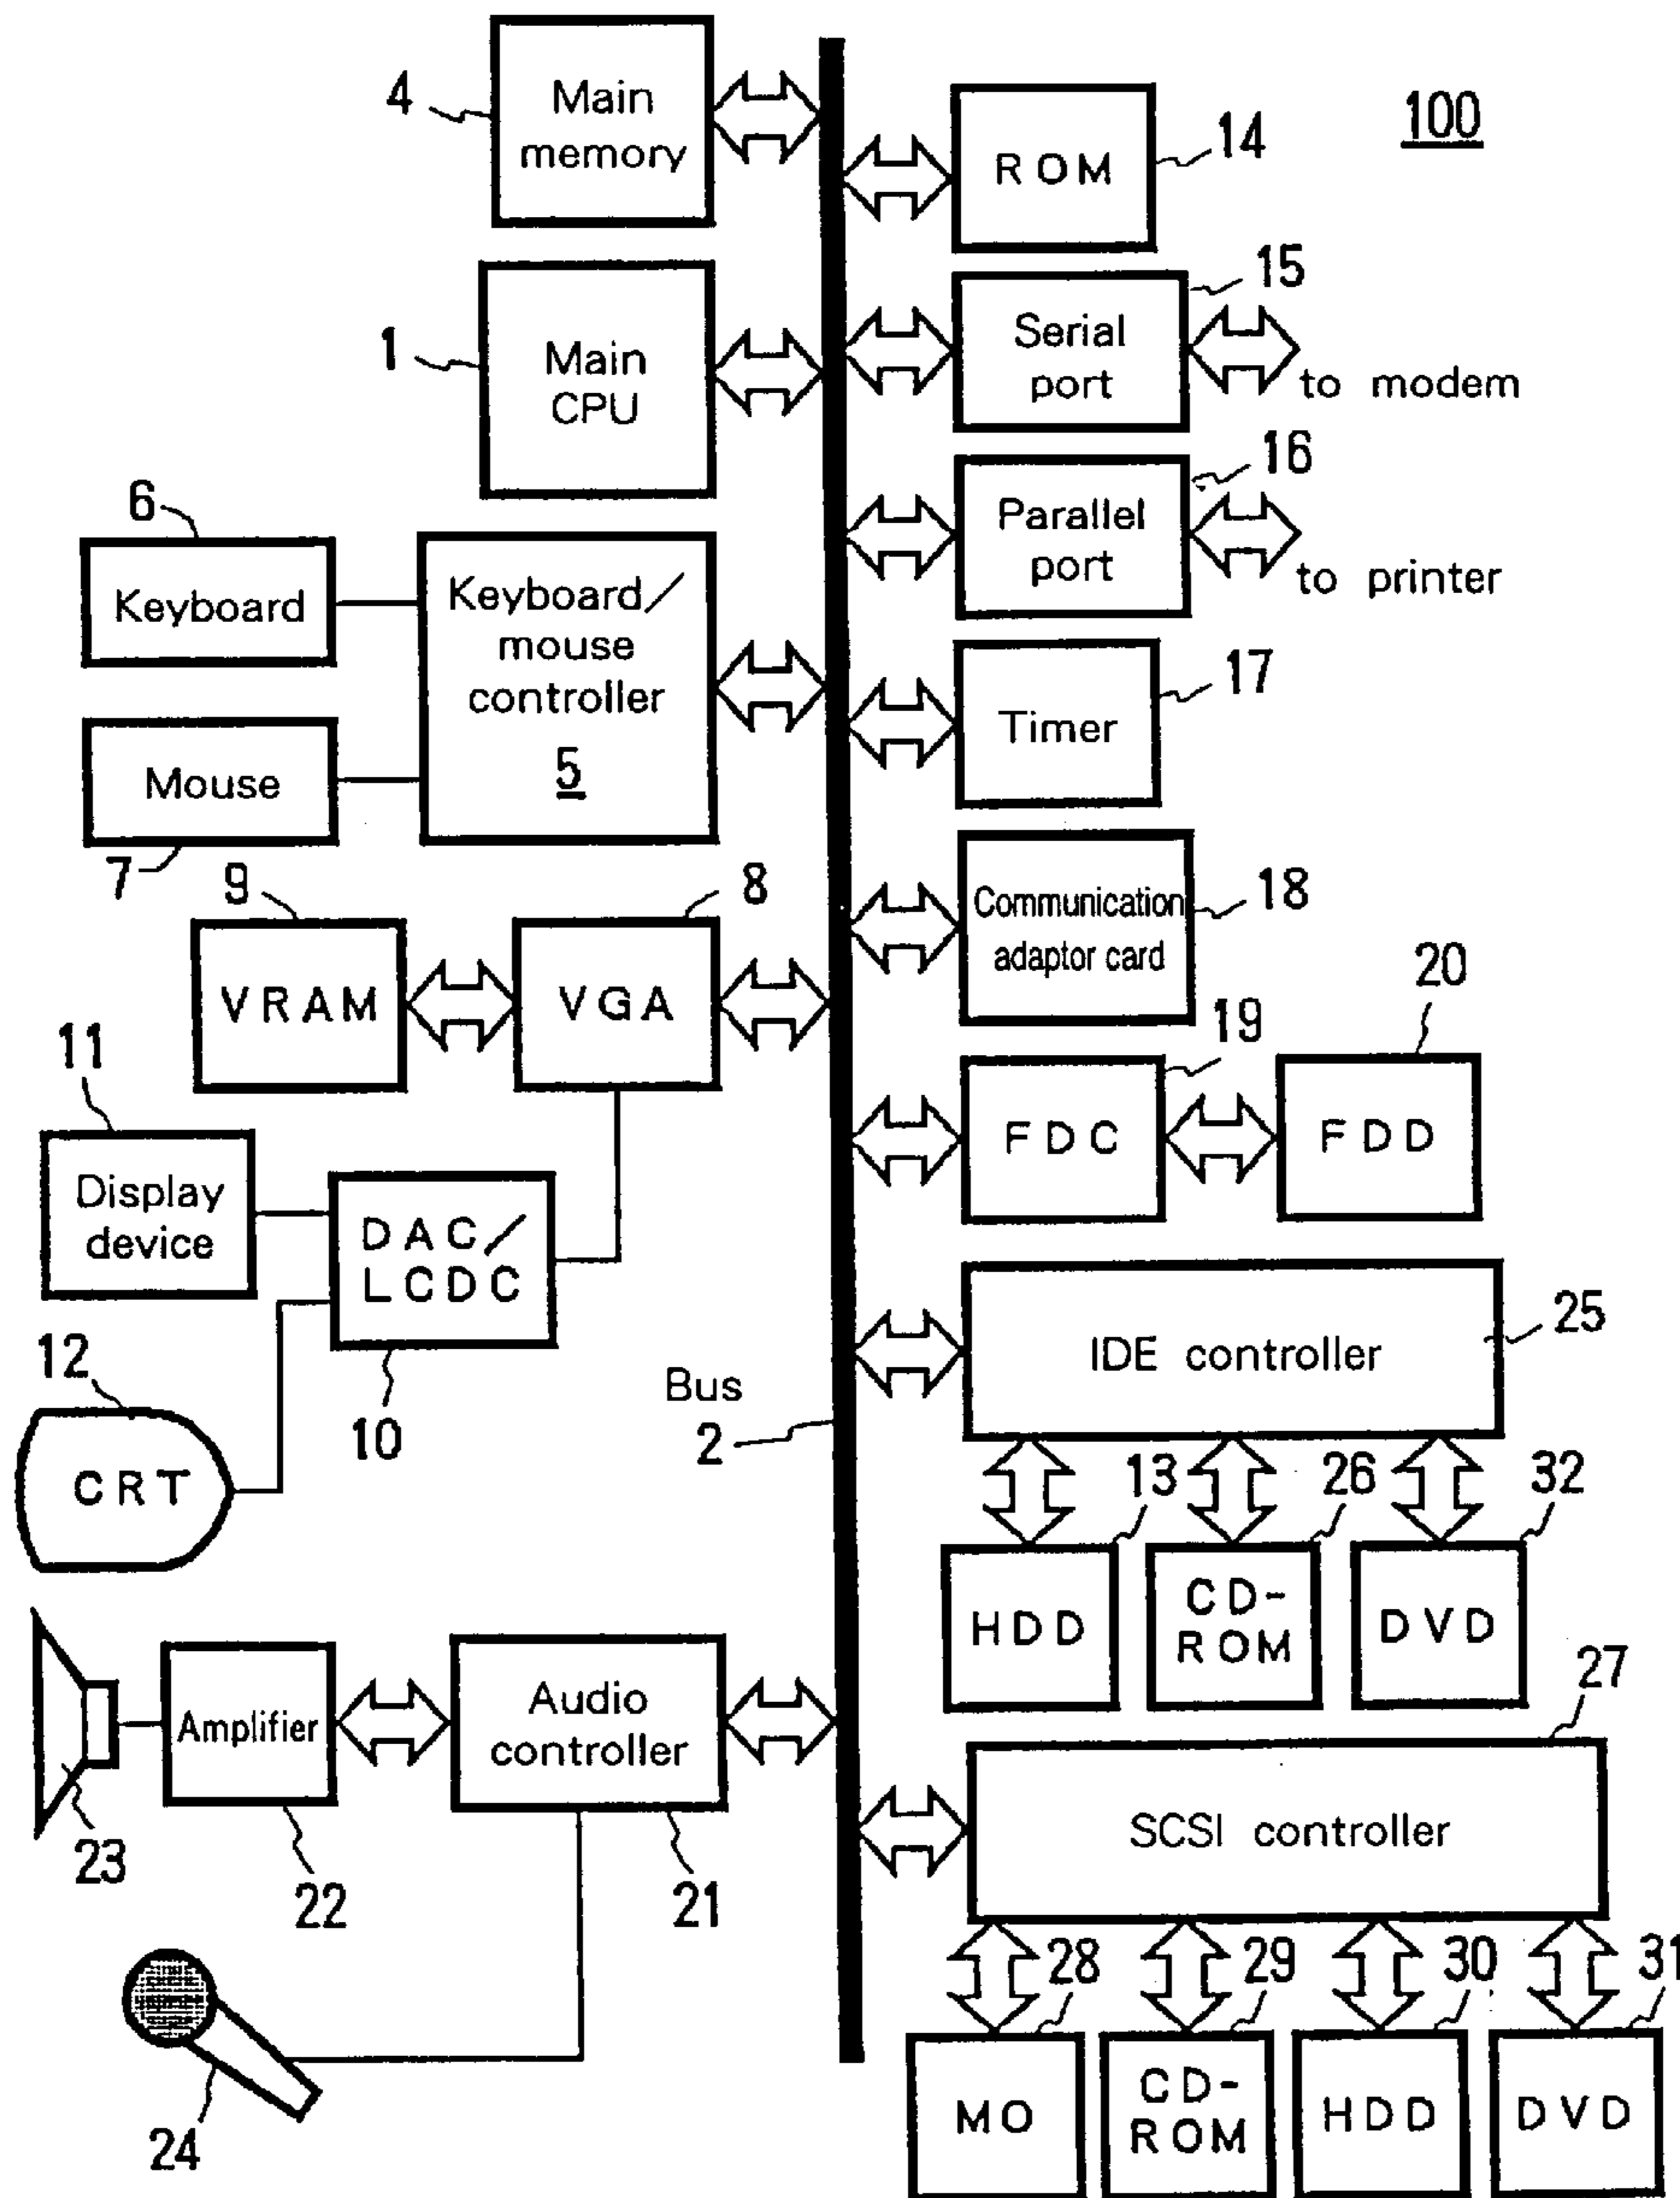 100
4
Main
memory
ROM
14
1
Main
CPU
15
Serial
port
to modem
6
Keyboard
Keyboard/
mouse
controller
5
16
Parallel
port
to printer
Mouse
7
17
Timer
9
VRAM
8
VGA
Communication
adaptor card
18
11
Display
device
DAC/
LCDC
10
19
FDC
20
FDD
12
CRT
Bus
2
IDE controller
25
13
HDD
26
CD-
ROM
32
DVD
23
Amplifier
22
Audio
controller
21
24
27
SCSI controller
28
MO
29
CD-
ROM
30
HDD
31
DVD